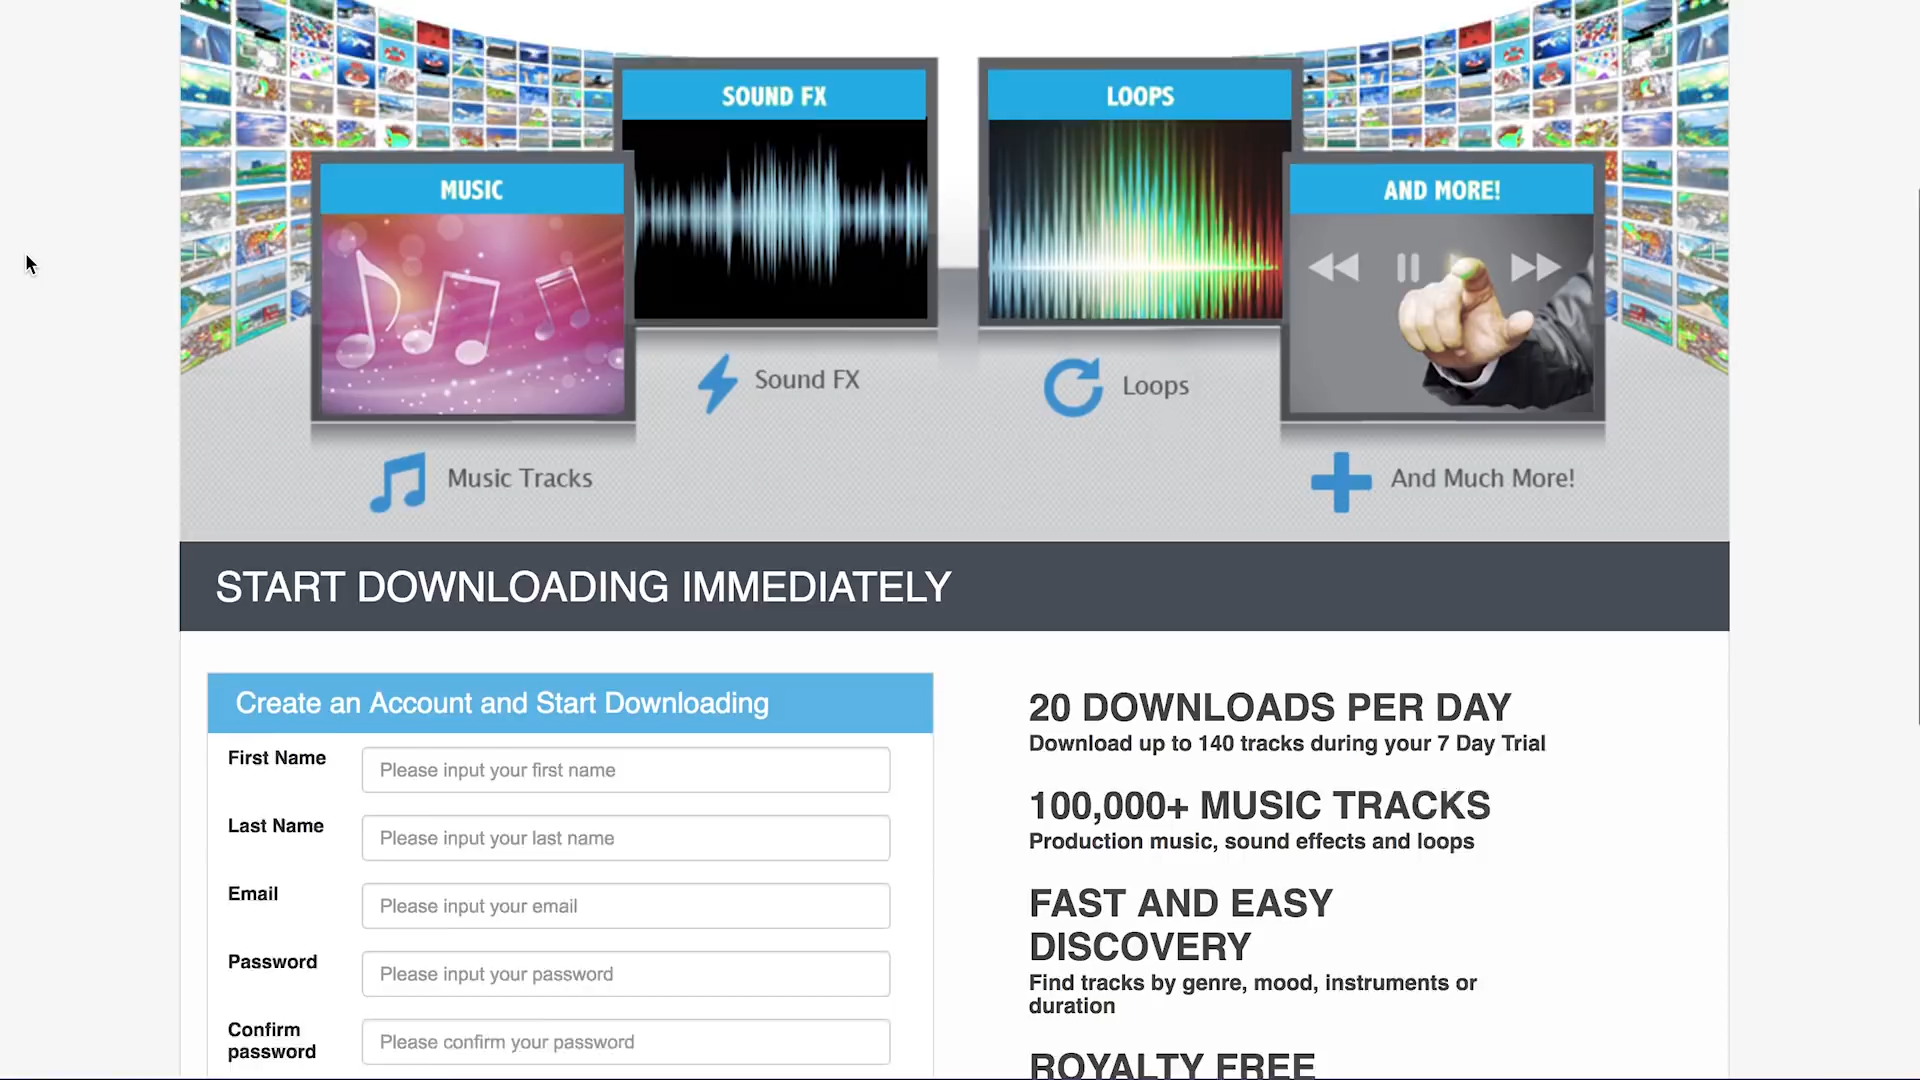 SOUND FX
LOOPS
MUSIC
AND MORE!
Sound FX
Loops
Music Tracks
And Much More!
START DOWNLOADING IMMEDIATELY
Create an Account and Start Downloading
First Name
Please input your first name
Last Name
Please input your last name
Email
Please input your email
Password
Please input your password
Confirm
password
Please confirm your password
20 DOWNLOADS PER DAY
Download up to 140 tracks during your 7 Day Trial
100,000+ MUSIC TRACKS
Production music, sound effects and loops
FAST AND EASY
DISCOVERY
Find tracks by genre, mood, instruments or
duration
ROYALTY FREE